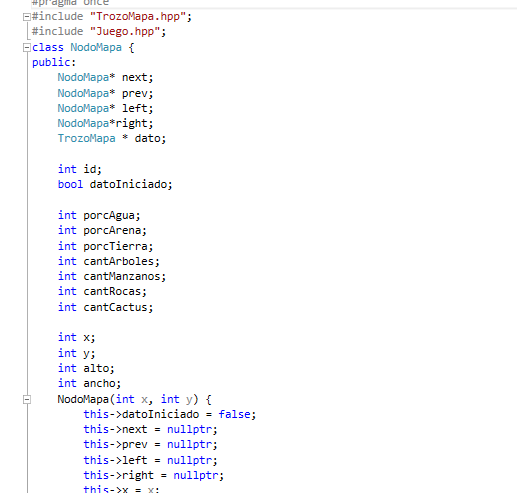 #pragma once
#include "TrozoMapa.hpp";
#include "Juego.hpp";
class NodoMapa {
public:
    NodoMapa* next;
    NodoMapa* prev;
    NodoMapa* left;
    NodoMapa*right;
    TrozoMapa * dato;

    int id;
    bool datoIniciado;

    int porcAgua;
    int porcArena;
    int porcTierra;
    int cantArboles;
    int cantManzanos;
    int cantRocas;
    int cantCactus;

    int x;
    int y;
    int alto;
    int ancho;
    NodoMapa(int x, int y) {
        this->datoIniciado = false;
        this->next = nullptr;
        this->prev = nullptr;
        this->left = nullptr;
        this->right = nullptr;
        this->x = x;